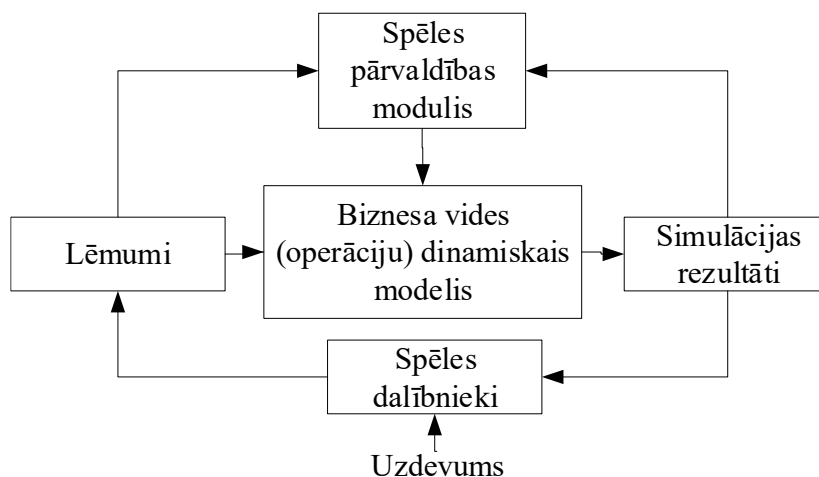 Spēles
pārvaldības
modulis
Lēmumi
Biznesa vides
(operāciju) dinamiskais
modelis
Simulācijas
rezultāti
Spēles
dalībnieki
Uzdevums